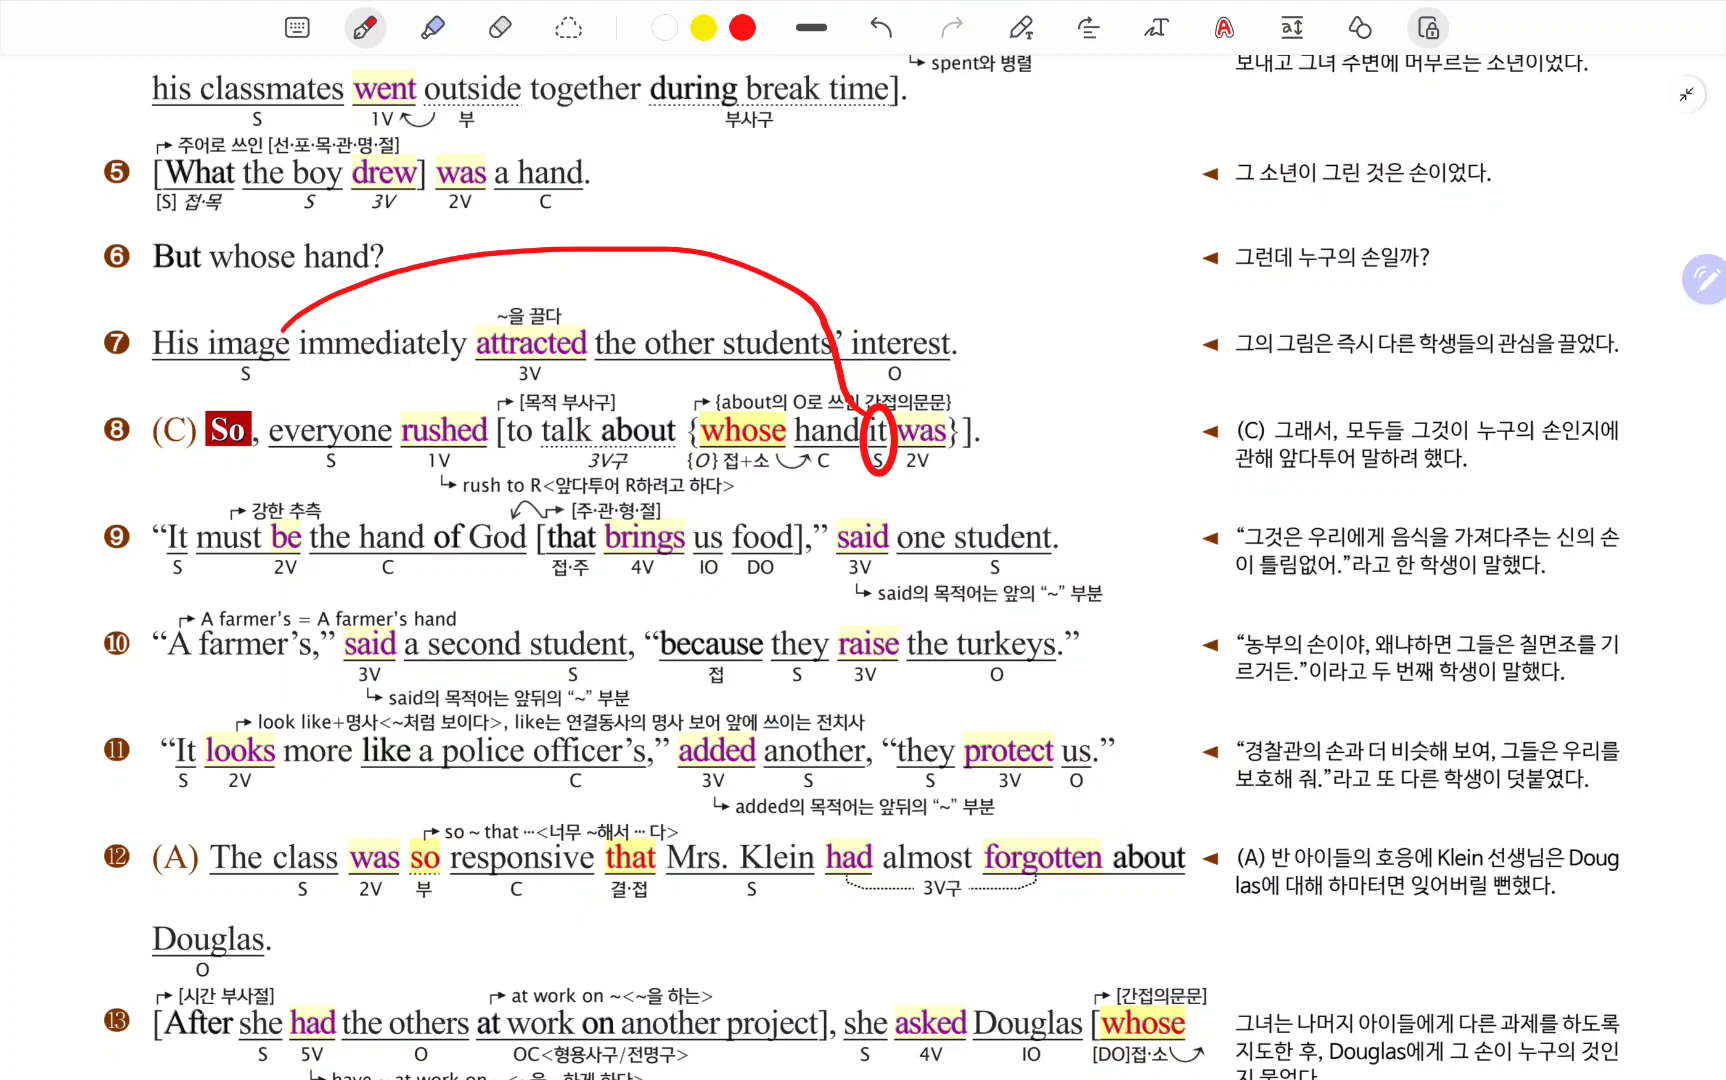 ↳ spent와 병렬
보내고 그녀 주변에 머무르는 소년이었다.
his classmates went outside together during break time].
S 1V 부 부사구
주어로 쓰인 [선·포·목·관·명·절]
❺ [What the boy drew] was a hand. ◄ 그 소년이 그린 것은 손이었다.
[S] 접·목 S 3V 2V C
❻ But whose hand? ◄ 그런데 누구의 손일까?
~을 끌다
❼ His image immediately attracted the other students’ interest. ◄ 그의 그림은 즉시 다른 학생들의 관심을 끌었다.
S 3V O
[목적 부사구] {about의 O로 쓰인 간접의문문}
❽ (C) So, everyone rushed [to talk about {whose hand it was}]. ◄ (C) 그래서, 모두들 그것이 누구의 손인지에
관해 앞다투어 말하려 했다.
S 1V 3V구 {O} 접+소 C S 2V
↳ rush to R<앞다투어 R하려고 하다>
강한 추측 [주·관·형·절]
❾ “It must be the hand of God [that brings us food],” said one student. ◄ “그것은 우리에게 음식을 가져다주는 신의 손
이 틀림없어.”라고 한 학생이 말했다.
S 2V C 접·주 4V IO DO 3V S
↳ said의 목적어는 앞의 “~” 부분
A farmer’s = A farmer’s hand
❿ “A farmer’s,” said a second student, “because they raise the turkeys.” ◄ “농부의 손이야, 왜냐하면 그들은 칠면조를 기
르거든.”이라고 두 번째 학생이 말했다.
3V S 접 S 3V O
↳ said의 목적어는 앞뒤의 “~” 부분
look like+명사<~처럼 보이다>, like는 연결동사의 명사 보어 앞에 쓰이는 전치사
⓫ “It looks more like a police officer’s,” added another, “they protect us.” ◄ “경찰관의 손과 더 비슷해 보여, 그들은 우리를
보호해 줘.”라고 또 다른 학생이 덧붙였다.
S 2V C 3V S S 3V O
↳ added의 목적어는 앞뒤의 “~” 부분
so ~ that …<너무 ~해서 … 다>
⓬ (A) The class was so responsive that Mrs. Klein had almost forgotten about ◄ (A) 반 아이들의 호응에 Klein 선생님은 Doug
las에 대해 하마터면 잊어버릴 뻔했다.
S 2V 부 C 결·접 S 3V구
Douglas.
O
[시간 부사절] at work on ~<~을 하는> [간접의문문]
⓭ [After she had the others at work on another project], she asked Douglas [whose
그녀는 나머지 아이들에게 다른 과제를 하도록
지도한 후, Douglas에게 그 손이 누구의 것인
지 물었다.
S 5V O OC<형용사구/전명구> S 4V IO [DO]접·소
↳ have ~ at work on ~<~을 ~하게 하다>